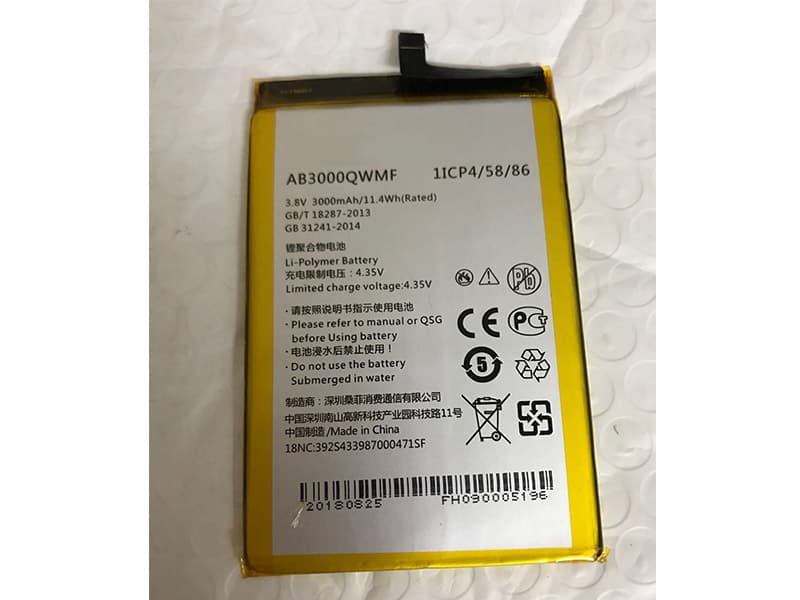 AB3000QWMF 1ICP4/58/86
3.8V 3000mAh/11.4Wh(Rated)
GB/T 18287-2013
GB 31241-2014
锂聚合物电池
Li-Polymer Battery
充电限制电压：4.35V
Limited charge voltage:4.35V
Pb
· 请按照说明书指示使用电池
· Please refer to manual or QSG
before Using battery
CE
PCT
· 电池浸水后禁止使用！
· Do not use the battery
Submerged in water
5
制造商：深圳桑菲消费通信有限公司
中国深圳南山高新科技产业园科技路11号
中国制造/Made in China
18NC:392S433987000471SF
20180825 FH090005196